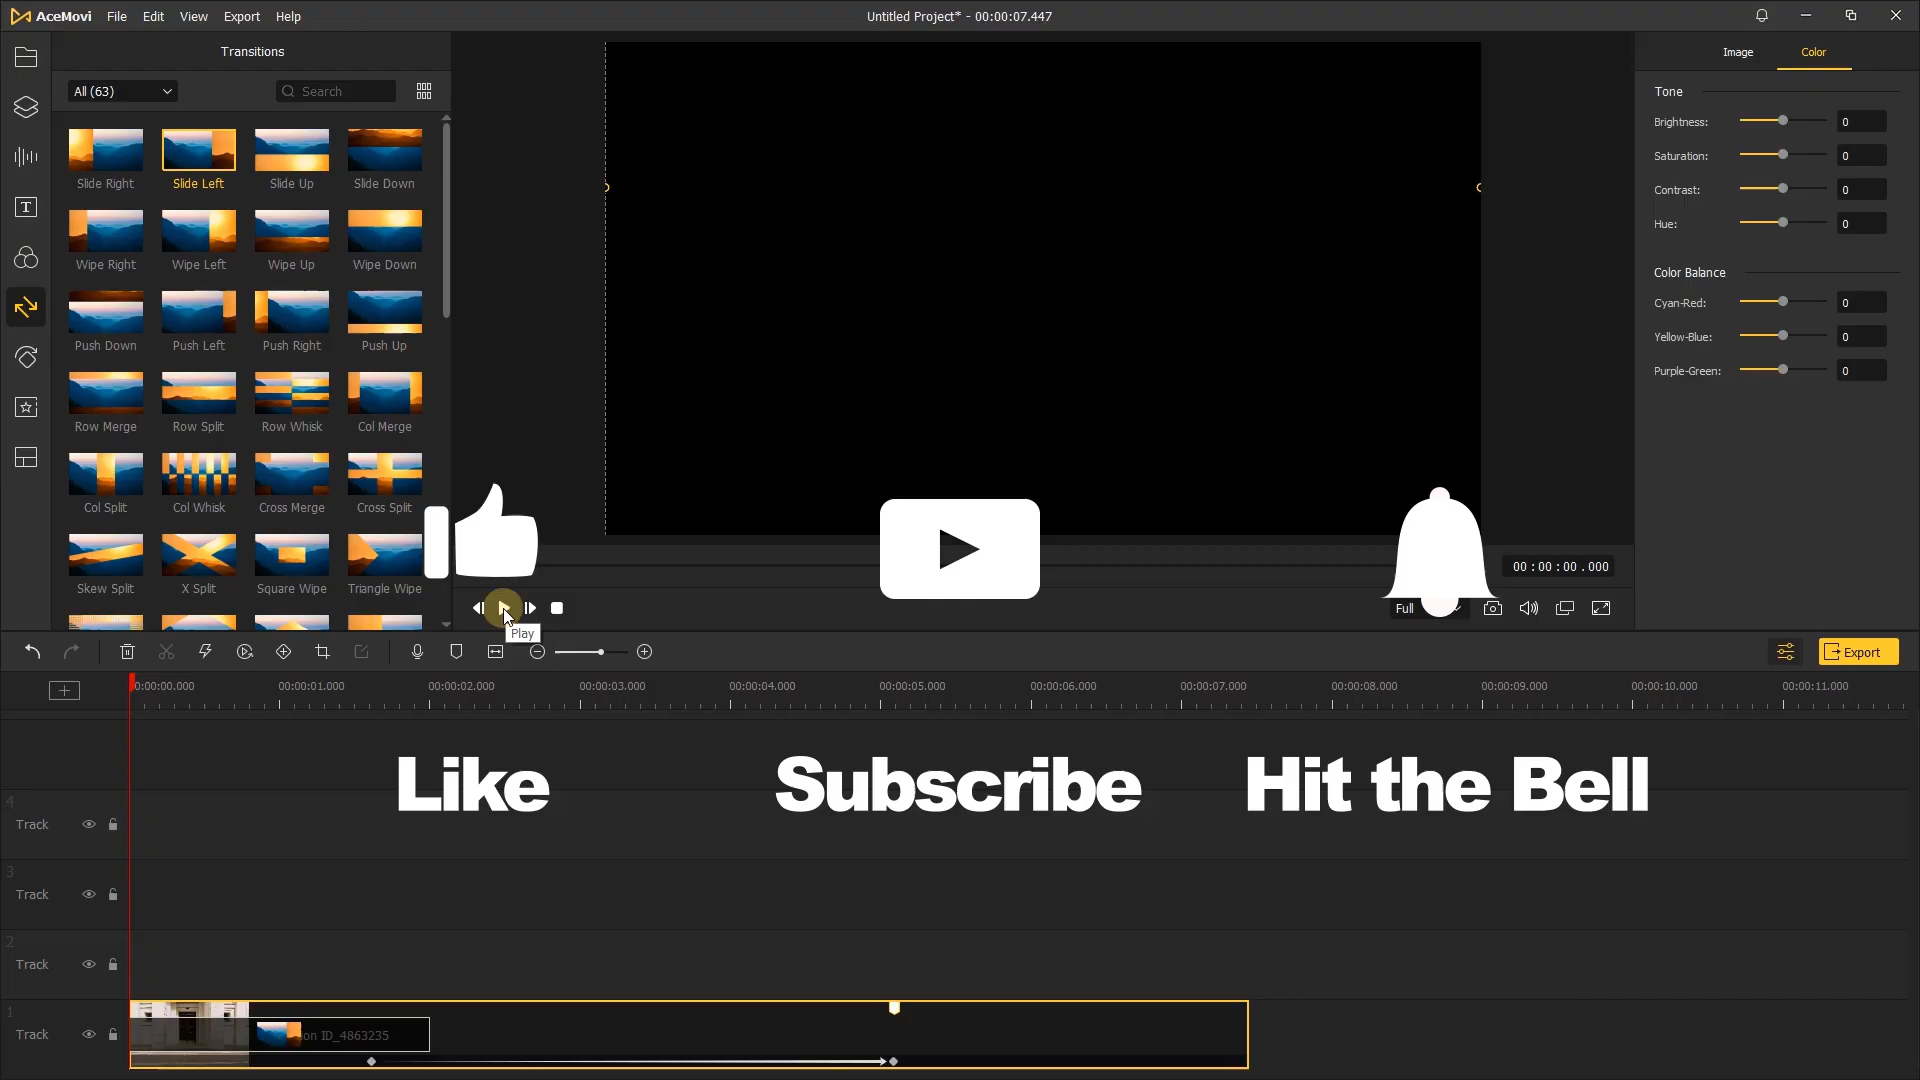 AceMovi File Edit View Export Help
Untitled Project* - 00:00:07.447
Transitions
All (63)
Search
Slide Right Slide Left Slide Up Slide Down
Wipe Right Wipe Left Wipe Up Wipe Down
Push Down Push Left Push Right Push Up
Row Merge Row Split Row Whisk Col Merge
Col Split Col Whisk Cross Merge Cross Split
Skew Split X Split Square Wipe Triangle Wipe
Image Color
Tone
Brightness: 0
Saturation: 0
Contrast: 0
Hue: 0
Color Balance
Cyan-Red: 0
Yellow-Blue: 0
Purple-Green: 0
00:00:00.000
Full
Play
Export
0:00:00.000 00:00:01.000 00:00:02.000 00:00:03.000 00:00:04.000 00:00:05.000 00:00:06.000 00:00:07.000 00:00:08.000 00:00:09.000 00:00:10.000 00:00:11.000
Like Subscribe Hit the Bell
4
Track
3
Track
2
Track
1
Track
on ID_4863235